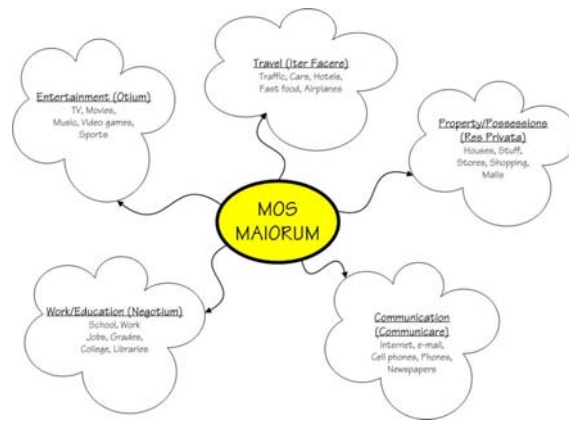 Travel (Iter Facere)
Traffic, Cars, Hotels,
Fast food, Airplanes
Entertainment (Otium)
TV, Movies,
Music, Video games,
Sports
Property/Possessions
(Res Privata)
Houses, Stuff,
Stores, Shopping,
Malls
MOS
MAIORUM
Work/Education (Negotium)
School, Work
Jobs, Grades,
College, Libraries
Communication
(Communicare)
Internet, e-mail,
Cell phones, Phones,
Newspapers